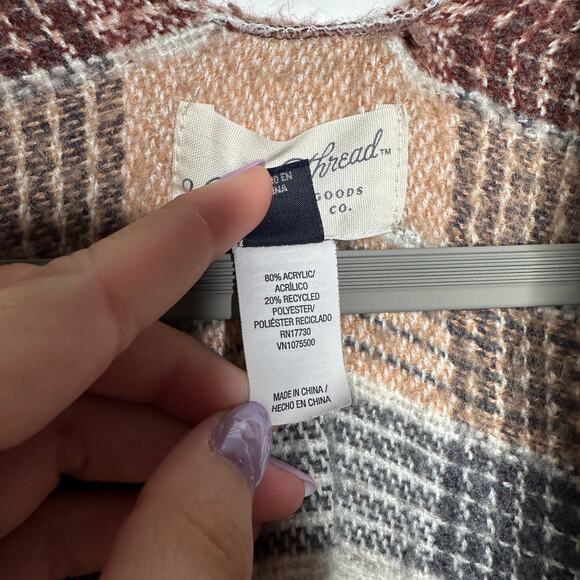 Thread™
GOODS
CO.
EN
80% ACRYLIC/
ACRÍLICO
20% RECYCLED
POLYESTER/
POLIÉSTER RECICLADO
RN17730
VN1075500
MADE IN CHINA /
HECHO EN CHINA